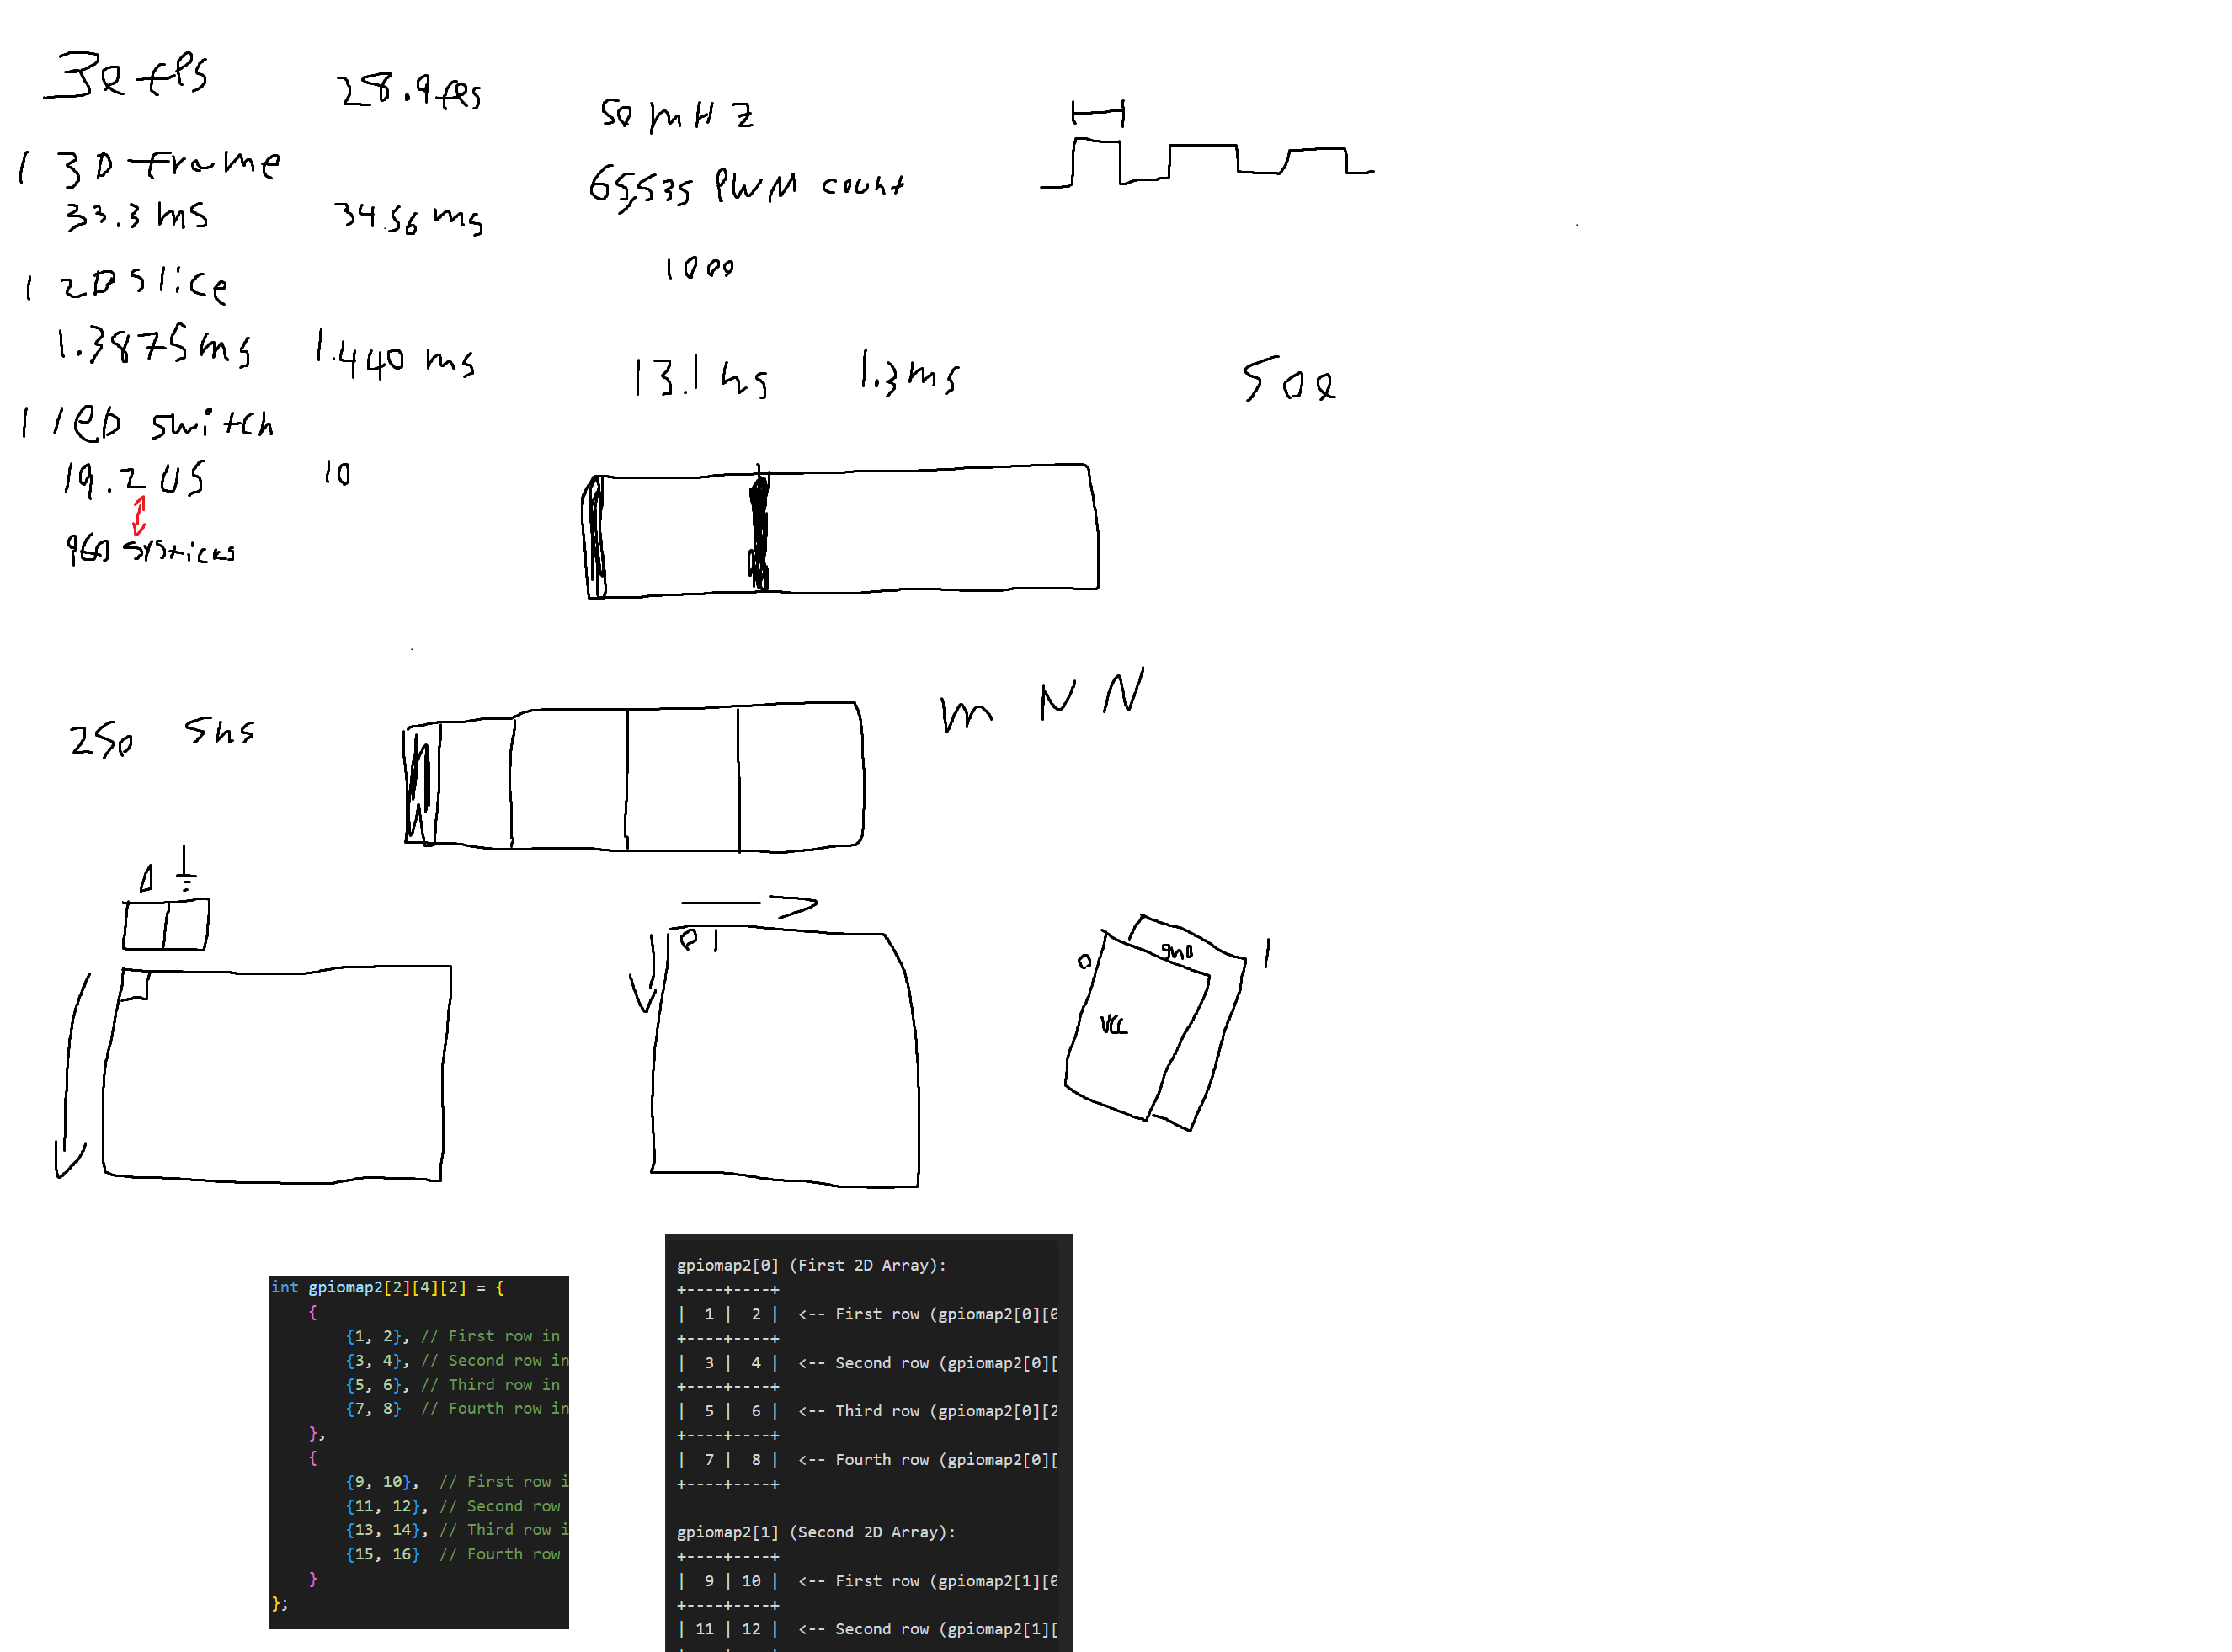 30 fps
28.9 fps
50 mHZ
1 3D frame
65,535 PWM count
33.3 ms
34.56 ms
1000
1 2D slice
1.3875 ms
1.440 ms
13.1 ns
1.3 ms
500
1 leD switch
19.2 US
10
960 systicks
m N N
250
5ns
0 1
0
gnD
1
VCC
int gpiomap2[2][4][2] = {
{
{1, 2}, // First row in
{3, 4}, // Second row in
{5, 6}, // Third row in
{7, 8} // Fourth row in
},
{
{9, 10}, // First row i
{11, 12}, // Second row
{13, 14}, // Third row i
{15, 16} // Fourth row
}
};
gpiomap2[0] (First 2D Array):
+----+----+
| 1 | 2 | <-- First row (gpiomap2[0][0
+----+----+
| 3 | 4 | <-- Second row (gpiomap2[0][
+----+----+
| 5 | 6 | <-- Third row (gpiomap2[0][2
+----+----+
| 7 | 8 | <-- Fourth row (gpiomap2[0][
+----+----+
gpiomap2[1] (Second 2D Array):
+----+----+
| 9 | 10 | <-- First row (gpiomap2[1][0
+----+----+
| 11 | 12 | <-- Second row (gpiomap2[1][